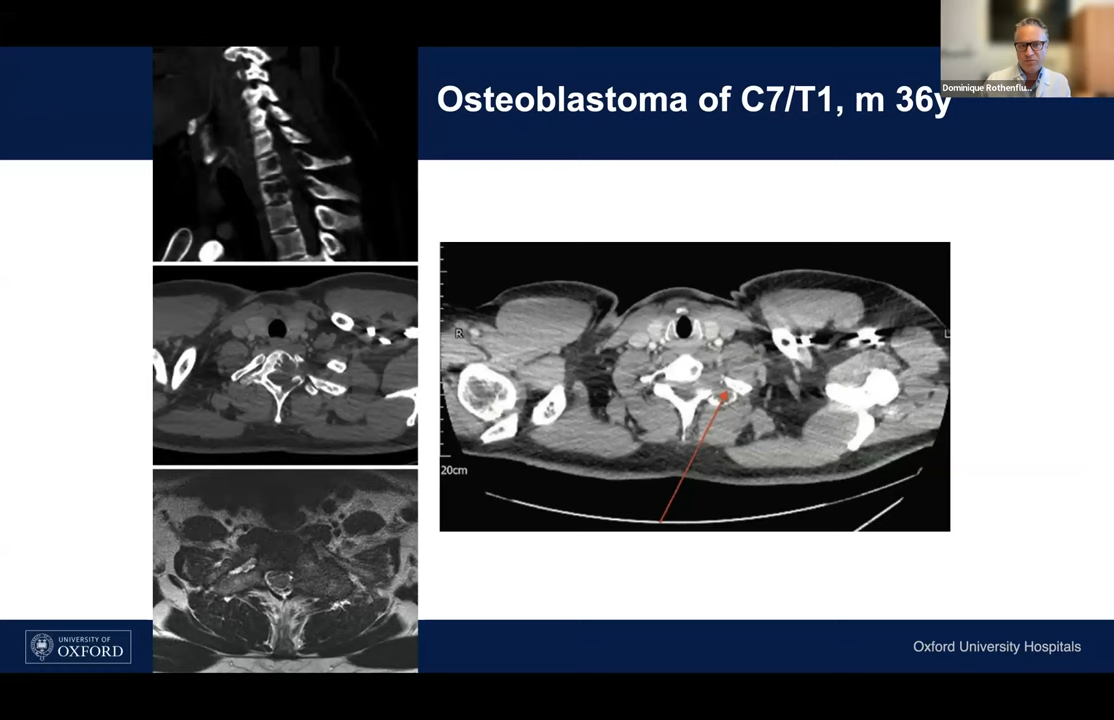 Osteoblastoma of C7/T1, m 36y
Dominique Rothenflu...
R
L
20cm
UNIVERSITY OF
OXFORD
Oxford University Hospitals